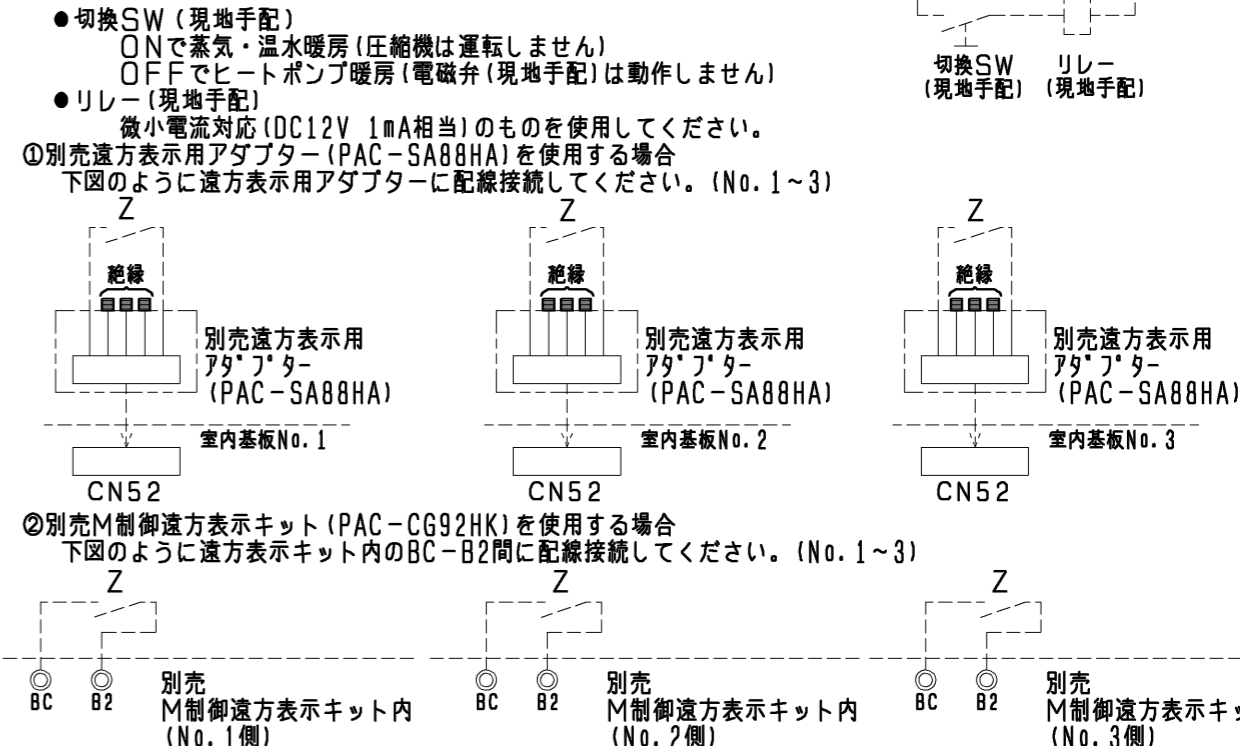 ●切換SW(現地手配)
ONで蒸気・温水暖房(圧縮機は運転しません)
OFFでヒートポンプ暖房(電磁弁(現地手配)は動作しません)
●リレー(現地手配)
微小電流対応(DC12V 1mA相当)のものを使用してください。
切換SW リレー
(現地手配) (現地手配)
①別売遠方表示用アダプター(PAC-SA88HA)を使用する場合
下図のように遠方表示用アダプターに配線接続してください。(No.1~3)
Z Z Z
絶縁 絶縁 絶縁
別売遠方表示用 別売遠方表示用 別売遠方表示用
アダプター アダプター アダプター
(PAC-SA88HA) (PAC-SA88HA) (PAC-SA88HA)
室内基板No.1 室内基板No.2 室内基板No.3
CN52 CN52 CN52
②別売M制御遠方表示キット(PAC-CG92HK)を使用する場合
下図のように遠方表示キット内のBC-B2間に配線接続してください。(No.1~3)
Z Z Z
BC B2 別売 BC B2 別売 BC B2 別売
M制御遠方表示キット内 M制御遠方表示キット内 M制御遠方表示キッ
(No.1側) (No.2側) (No.3側)